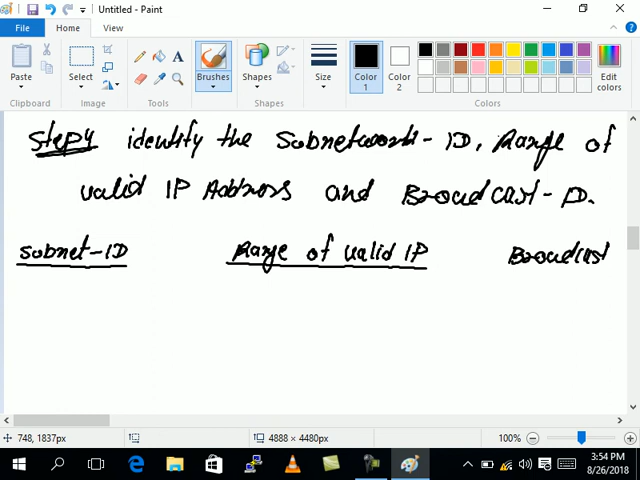 Untitled - Paint
File Home View
Paste Select Brushes Shapes Size Color 1 Color 2 Edit colors
Clipboard Image Tools Shapes Colors
Step4 identify the Subnetwork-ID, Range of
valid IP Address and Broadcast-ID.
Subnet-ID Range of valid IP Broadcast
748, 1837px 4888 × 4480px 100%
3:54 PM
8/26/2018